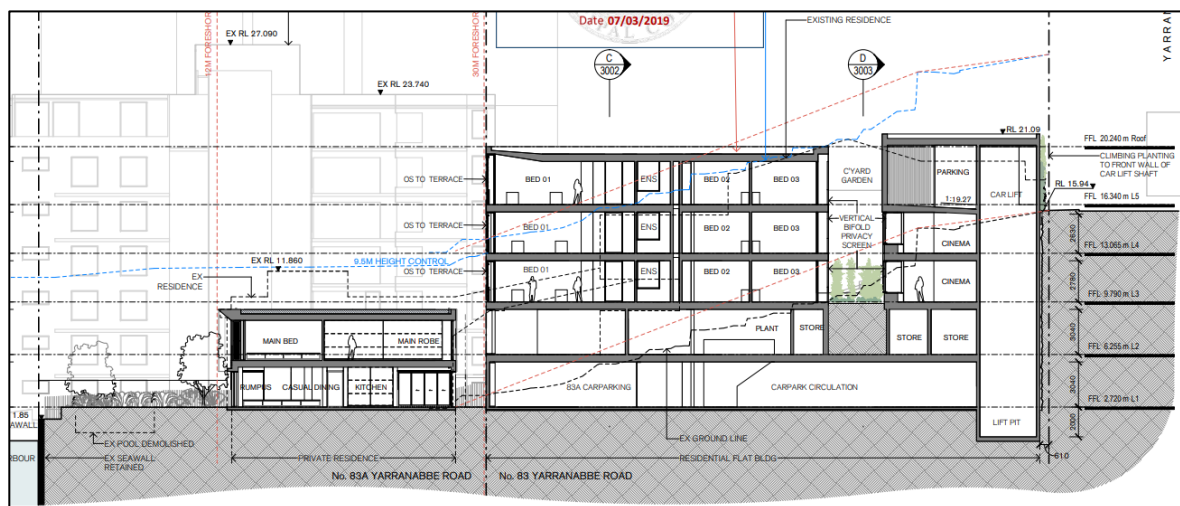 Date 07/03/2019
EXISTING RESIDENCE
YARRAN
EX RL 27.090
12M FORESHOR
30M FORESHOR
C
3002
D
3003
EX RL 23.740
RL 21.09
FFL 20.240 m Roof
CLIMBING PLANTING
TO FRONT WALL OF
CAR LIFT SHAFT
RL 15.94
FFL 16.340 m L5
OS TO TERRACE
BED 01
ENS
BED 02
BED 03
C'YARD
GARDEN
PARKING
CAR LIFT
1:19.27
OS TO TERRACE
BED 01
ENS
BED 02
BED 03
VERTICAL
BIFOLD
PRIVACY
SCREEN
CINEMA
2630
FFL 13.065 m L4
9.5M HEIGHT CONTROL
EX RL 11.860
EX
RESIDENCE
OS TO TERRACE
BED 01
ENS
BED 02
BED 03
CINEMA
2780
FFL 9.790 m L3
MAIN BED
MAIN ROBE
PLANT
STORE
STORE
STORE
3040
FFL 6.255 m L2
RUMPUS
CASUAL DINING
KITCHEN
83A CARPARKING
CARPARK CIRCULATION
3040
FFL 2.720 m L1
1.85
AWALL
LIFT PIT
2000
EX POOL DEMOLISHED
EX GROUND LINE
RBOUR
EX SEAWALL
RETAINED
PRIVATE RESIDENCE
RESIDENTIAL FLAT BLDG
610
No. 83A YARRANABBE ROAD
No. 83 YARRANABBE ROAD